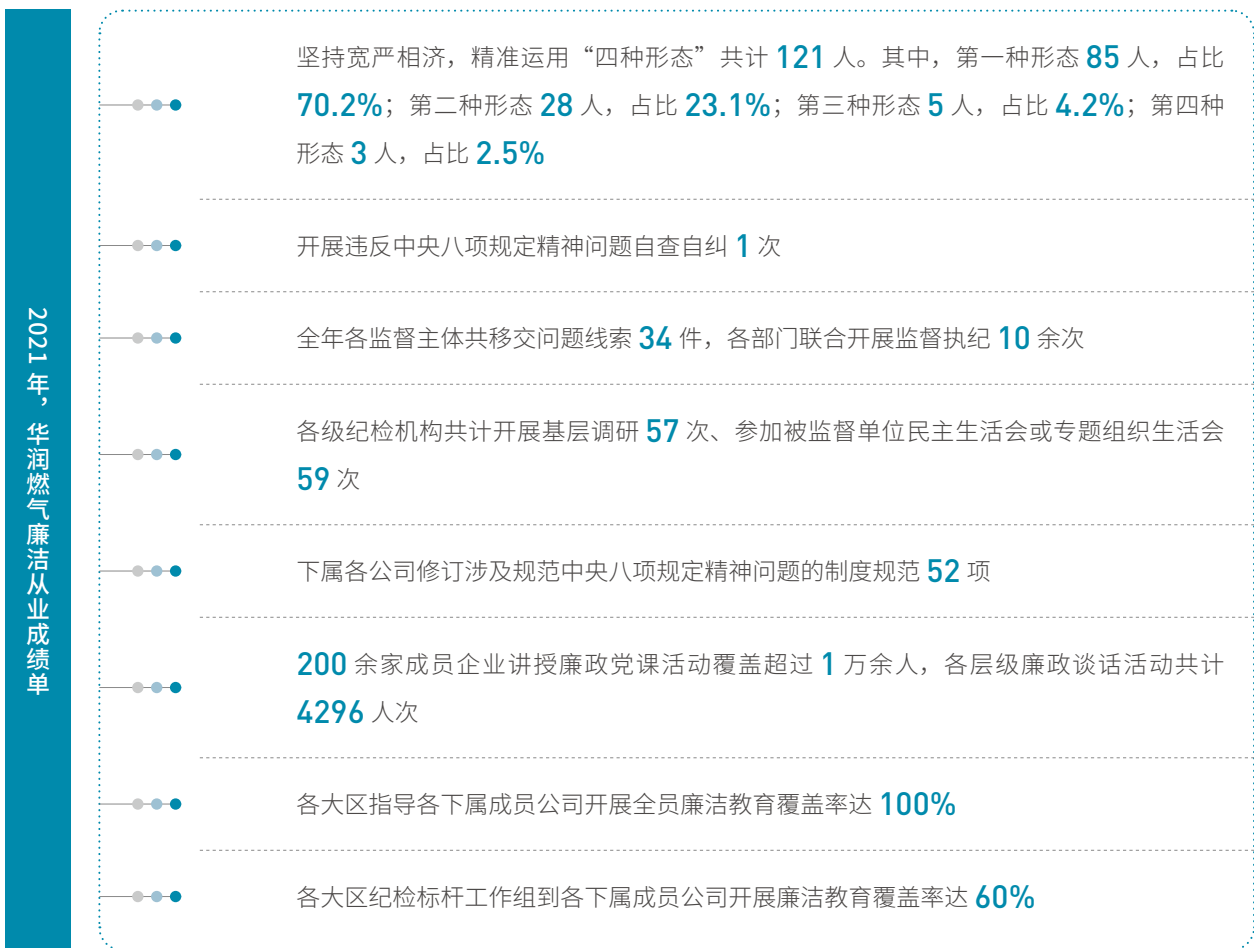 2021 年，华润燃气廉洁从业成绩单
坚持宽严相济，精准运用“四种形态”共计 121 人。其中，第一种形态 85 人，占比
70.2%；第二种形态 28 人，占比 23.1%；第三种形态 5 人，占比 4.2%；第四种
形态 3 人，占比 2.5%
开展违反中央八项规定精神问题自查自纠 1 次
全年各监督主体共移交问题线索 34 件，各部门联合开展监督执纪 10 余次
各级纪检机构共计开展基层调研 57 次、参加被监督单位民主生活会或专题组织生活会
59 次
下属各公司修订涉及规范中央八项规定精神问题的制度规范 52 项
200 余家成员企业讲授廉政党课活动覆盖超过 1 万余人，各层级廉政谈话活动共计
4296 人次
各大区指导各下属成员公司开展全员廉洁教育覆盖率达 100%
各大区纪检标杆工作组到各下属成员公司开展廉洁教育覆盖率达 60%